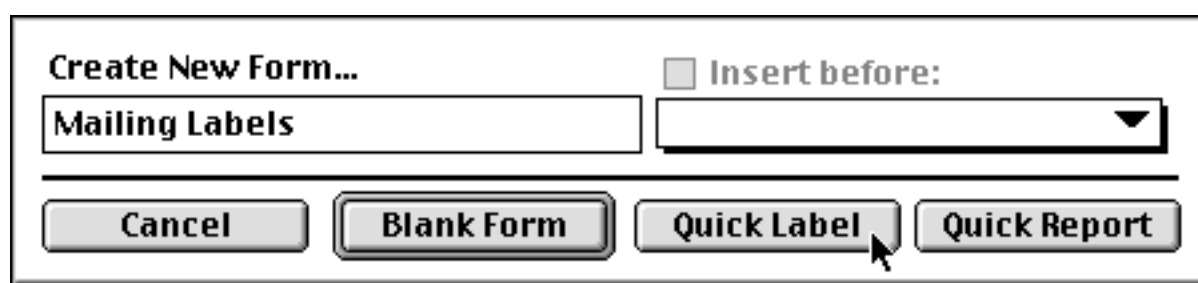 Create New Form...
Insert before:
Mailing Labels
Cancel
Blank Form
Quick Label
Quick Report